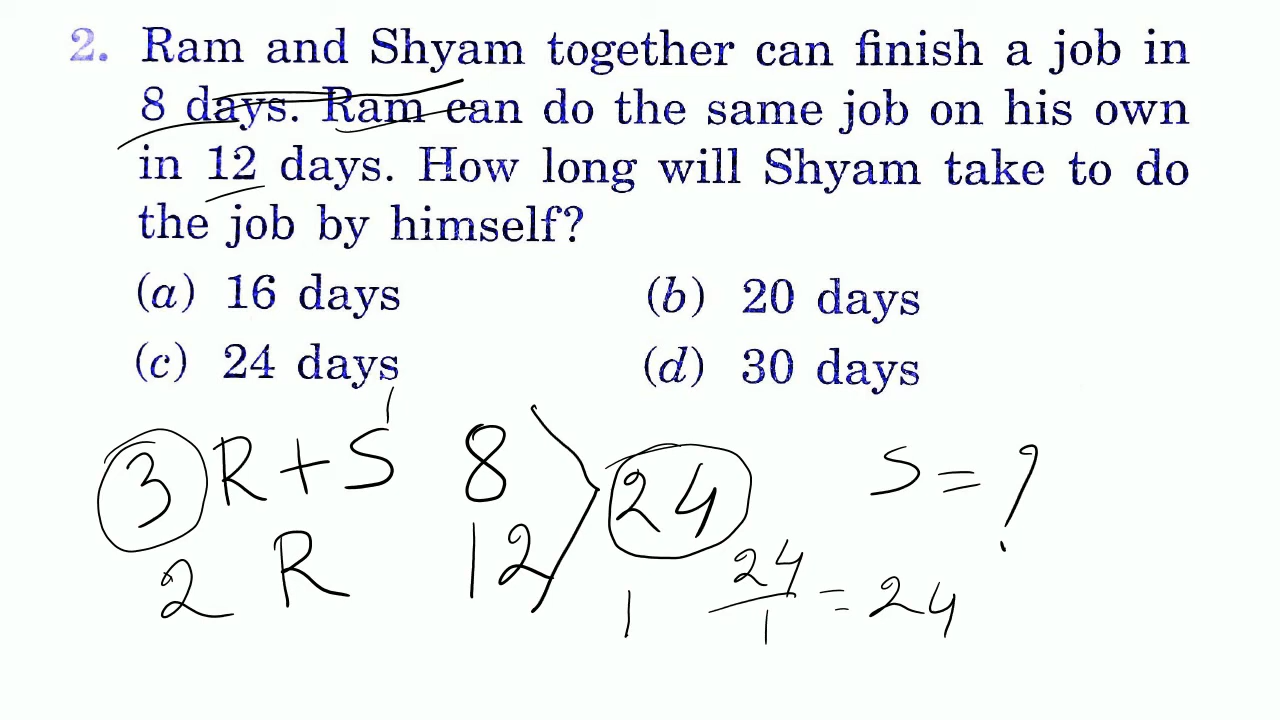 2. Ram and Shyam together can finish a job in
8 days. Ram can do the same job on his own
in 12 days. How long will Shyam take to do
the job by himself?
(a) 16 days (b) 20 days
(c) 24 days (d) 30 days
3 R+S 8 24 S = ?
2 R 12
1 24/1 = 24